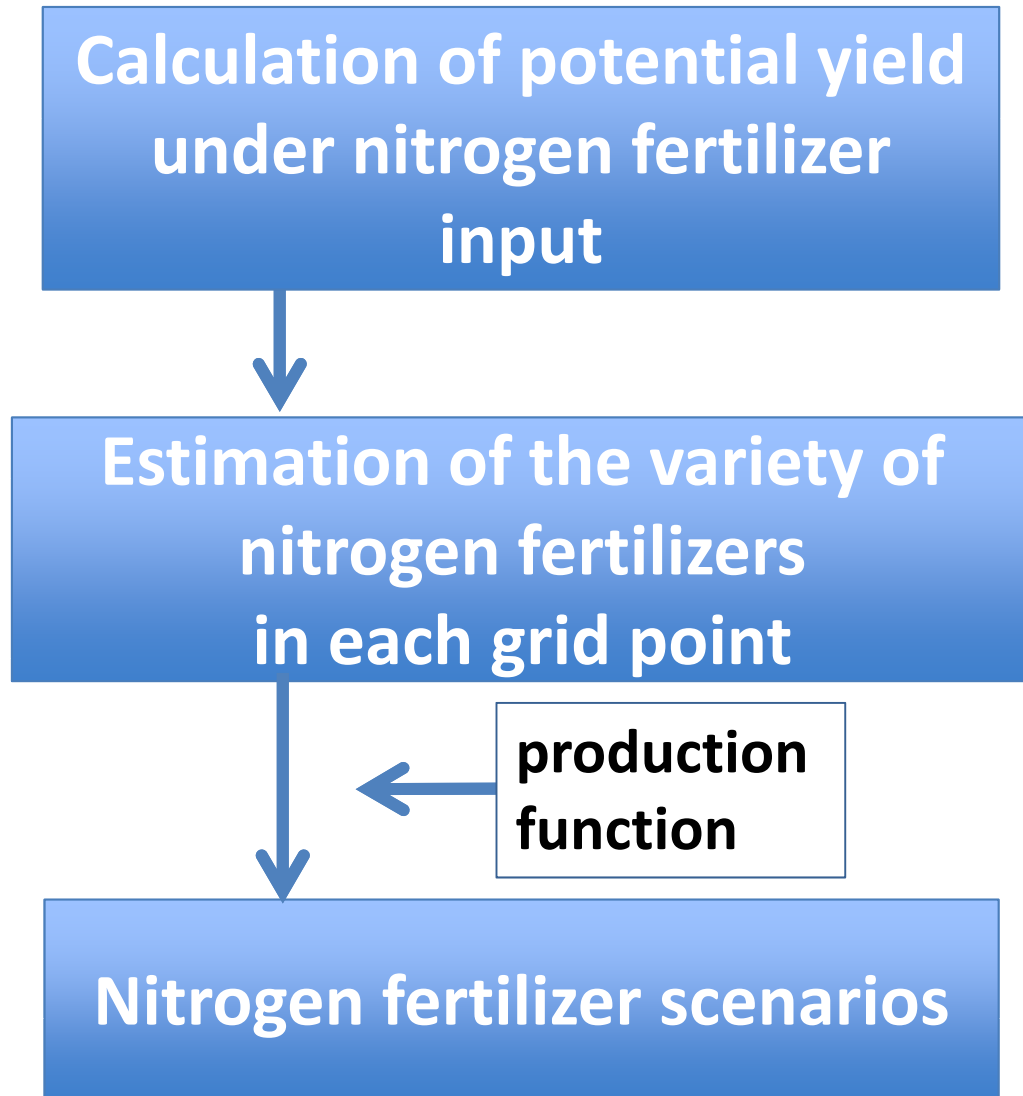 Calculation of potential yield
under nitrogen fertilizer
input
Estimation of the variety of
nitrogen fertilizers
in each grid point
production
function
Nitrogen fertilizer scenarios